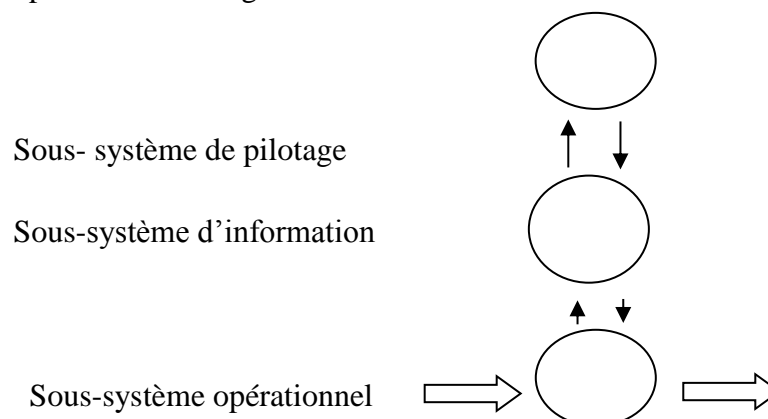 Sous- système de pilotage
Sous-système d’information
Sous-système opérationnel